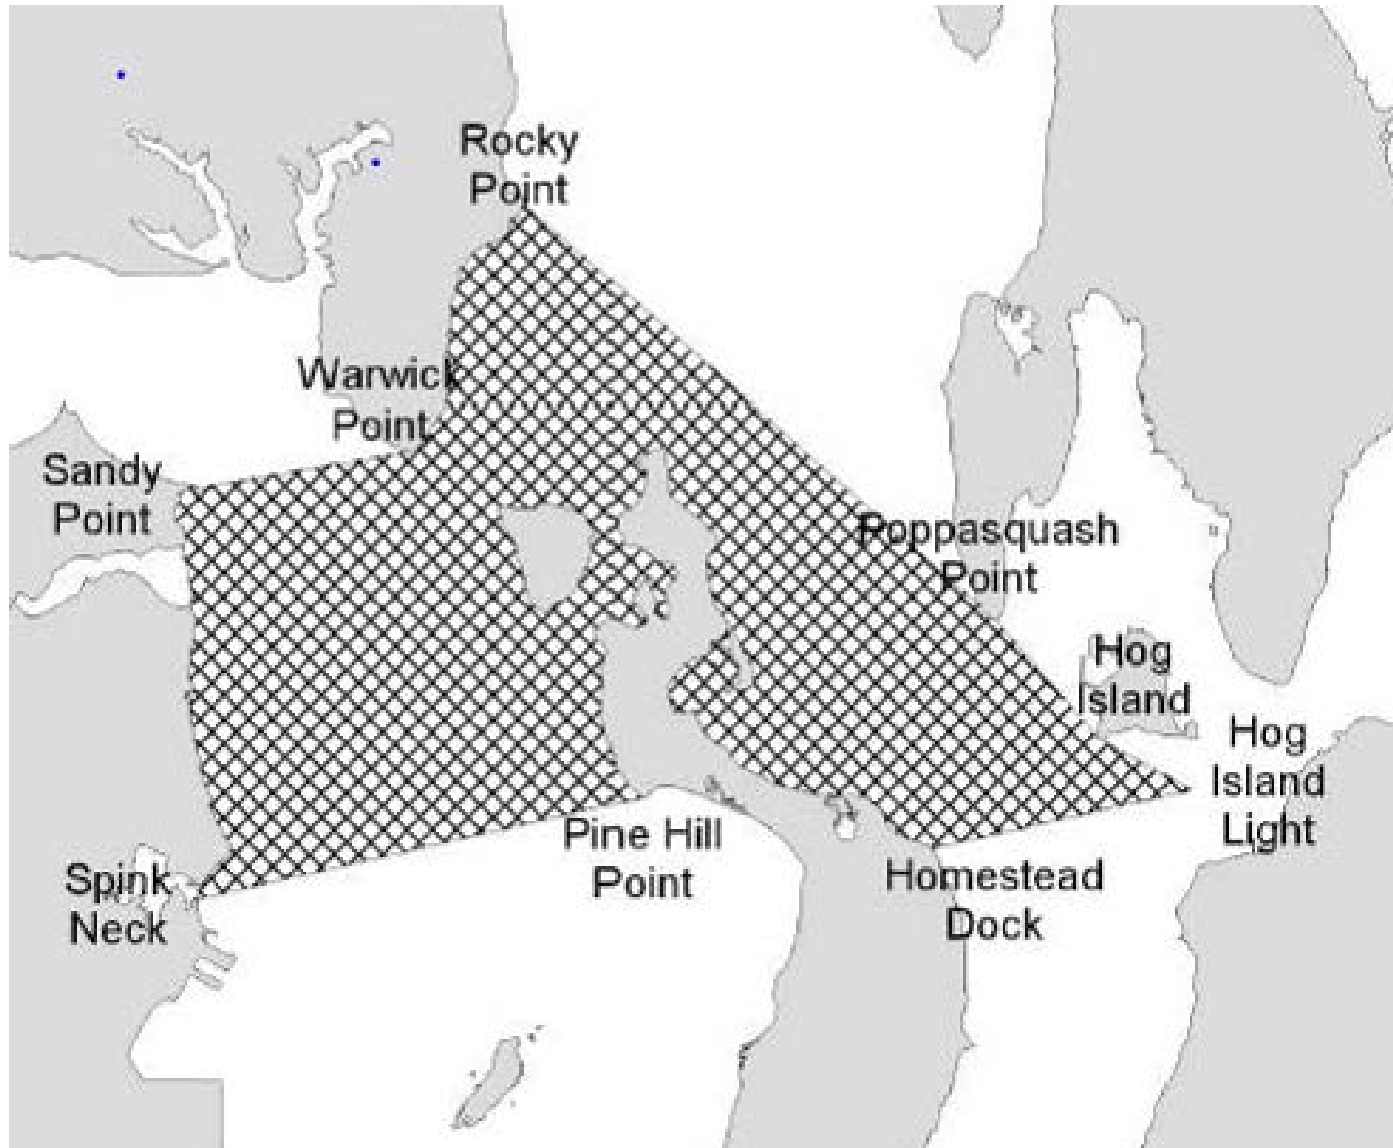 Rocky
Point
Warwick
Point
Sandy
Point
Poppasquash
Point
Hog
Island
Hog
Island
Light
Pine Hill
Point
Homestead
Dock
Spink
Neck